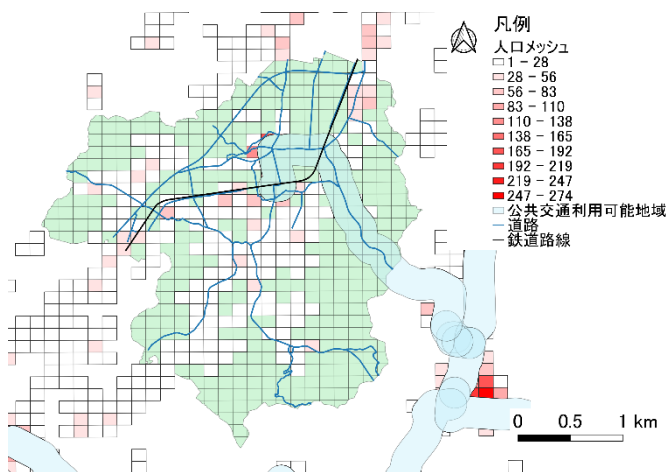 凡例
人口メッシュ
1 − 28
28 − 56
56 − 83
83 − 110
110 − 138
138 − 165
165 − 192
192 − 219
219 − 247
247 − 274
公共交通利用可能地域
道路
鉄道路線
0 0.5 1 km